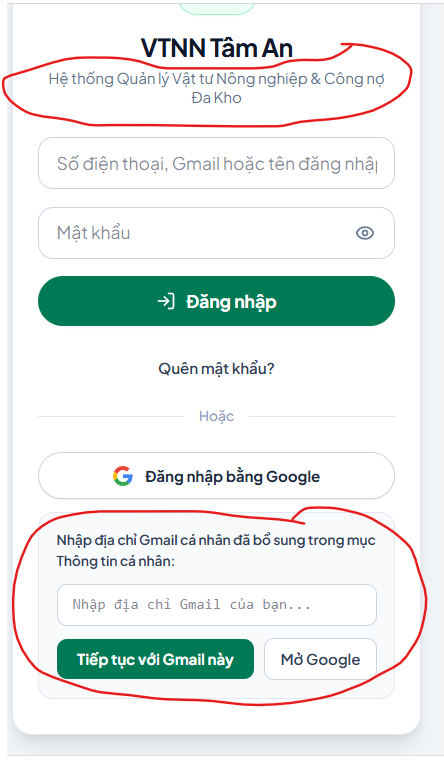 VTNN Tâm An
Hệ thống Quản lý Vật tư Nông nghiệp & Công nợ
Đa Kho
Số điện thoại, Gmail hoặc tên đăng nhập
Mật khẩu
Đăng nhập
Quên mật khẩu?
Hoặc
Đăng nhập bằng Google
Nhập địa chỉ Gmail cá nhân đã bổ sung trong mục
Thông tin cá nhân:
Nhập địa chỉ Gmail của bạn...
Tiếp tục với Gmail này
Mở Google